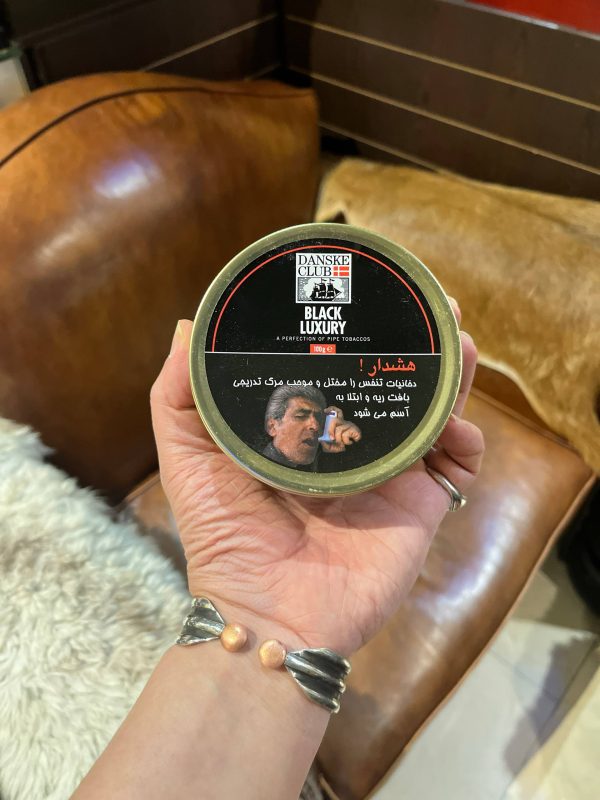 DANSKE
CLUB
BLACK
LUXURY
A PERFECTION OF PIPE TOBACCOS
100g ℮
هشدار !
دخانیات تنفس را مختل و موجب مرگ تدریجی
بافت ریه و ابتلا به
آسم می شود